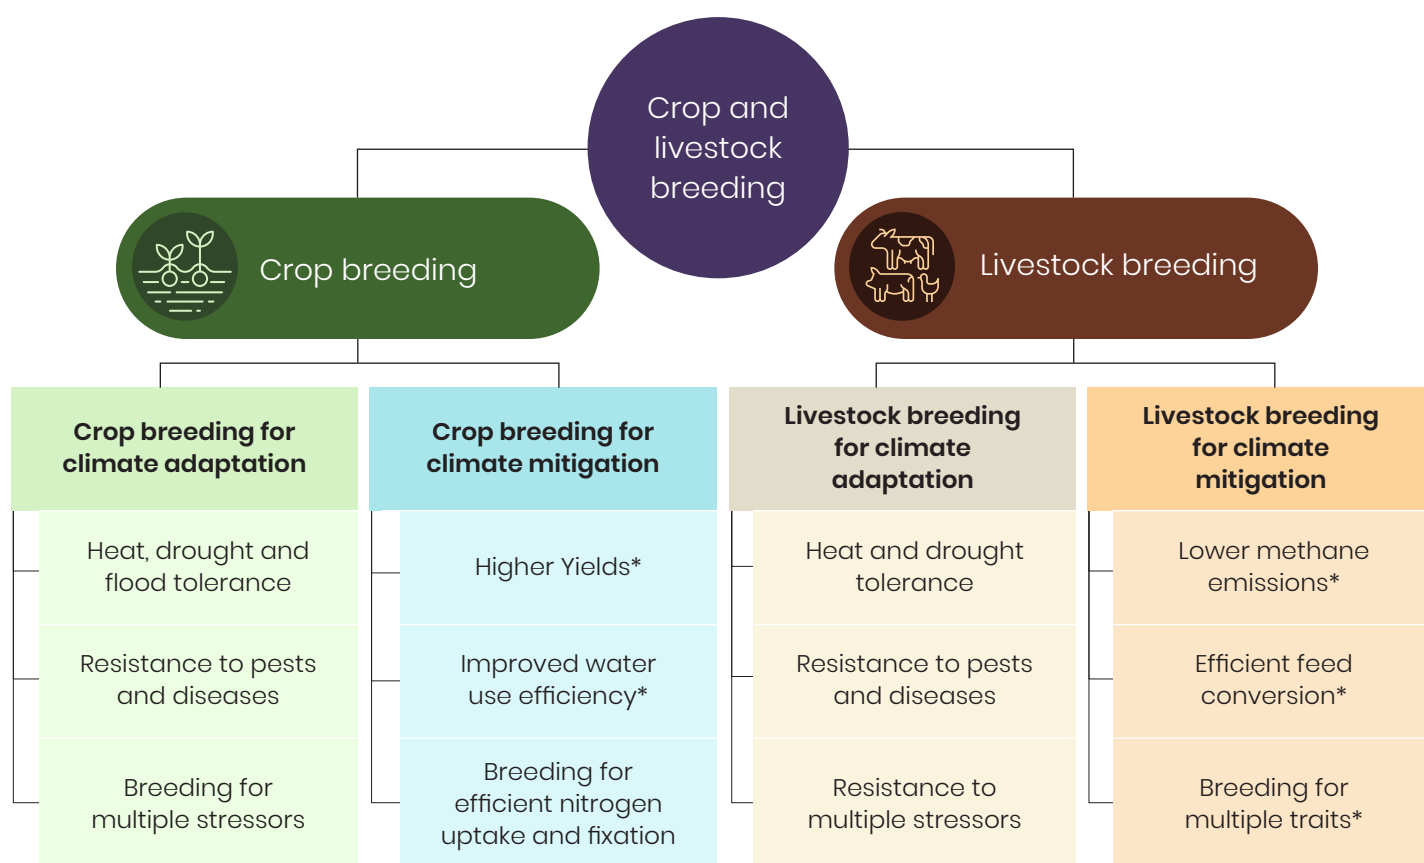 Crop and
livestock
breeding
Crop breeding
Livestock breeding
Crop breeding for
climate adaptation
Heat, drought and
flood tolerance
Resistance to pests
and diseases
Breeding for
multiple stressors
Crop breeding for
climate mitigation
Higher Yields*
Improved water
use efficiency*
Breeding for
efficient nitrogen
uptake and fixation
Livestock breeding
for climate
adaptation
Heat and drought
tolerance
Resistance to pests
and diseases
Resistance to
multiple stressors
Livestock breeding
for climate
mitigation
Lower methane
emissions*
Efficient feed
conversion*
Breeding for
multiple traits*